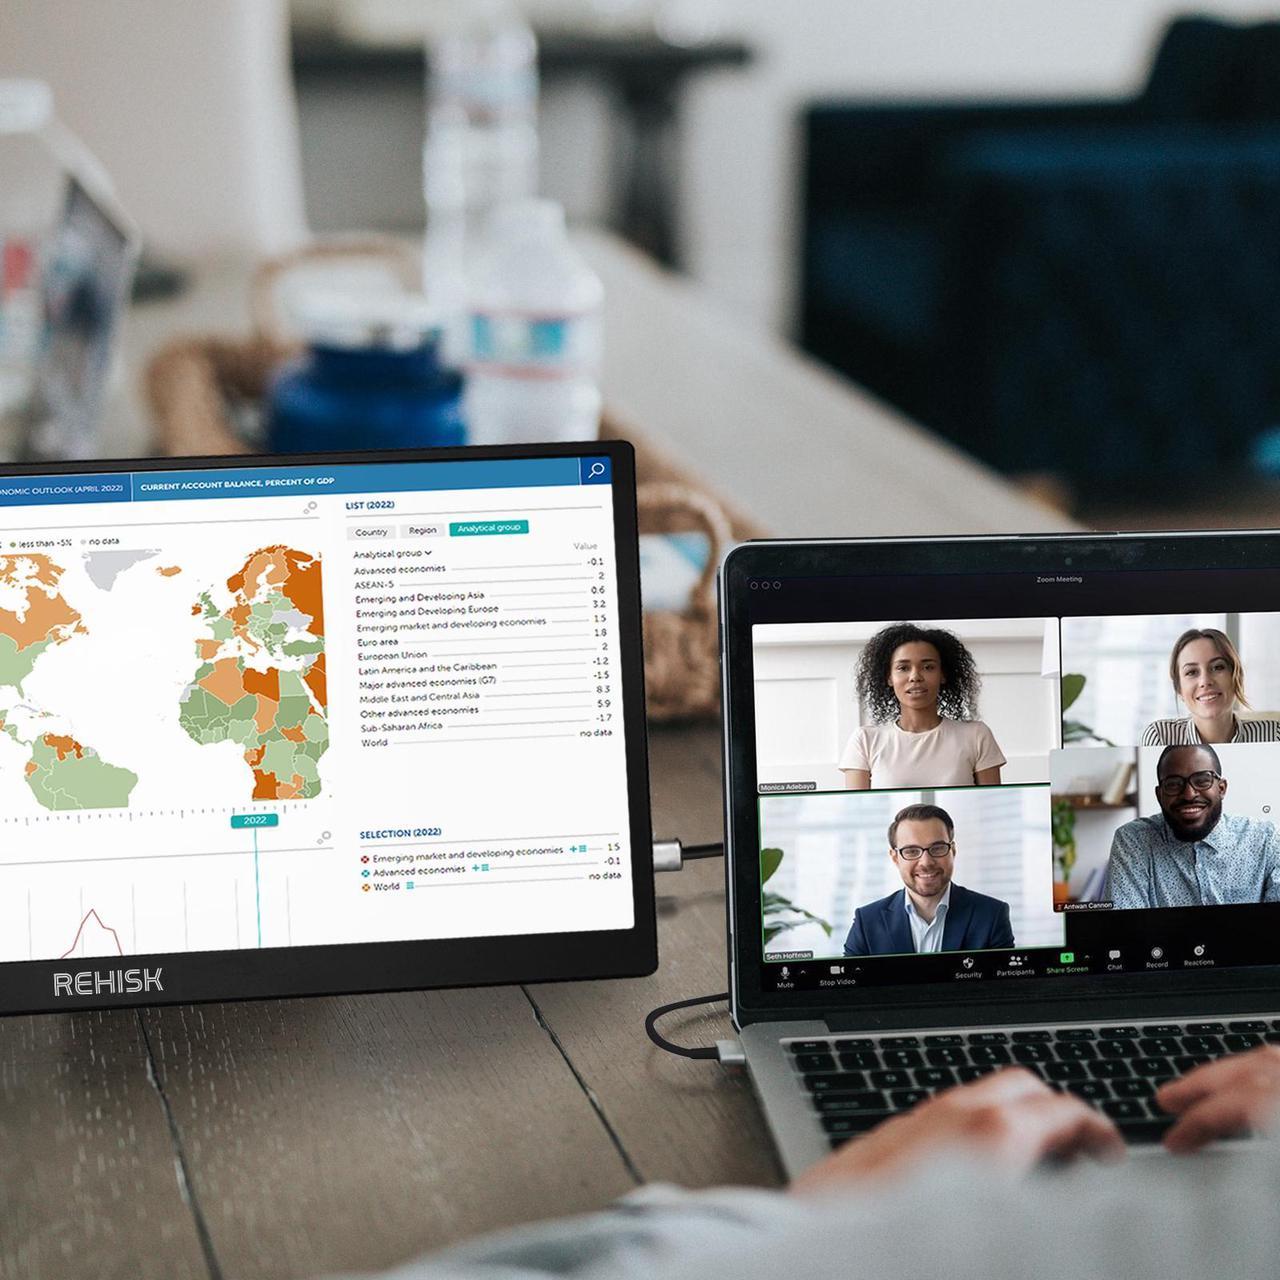 NOMIC OUTLOOK (APRIL 2022)
CURRENT ACCOUNT BALANCE, PERCENT OF GDP
less than -5%
no data
2022
LIST (2022)
Country Region Analytical group
Analytical group Value
Advanced economies -0.1
ASEAN-5 2
Emerging and Developing Asia 0.6
Emerging and Developing Europe 3.2
Emerging market and developing economies 1.5
Euro area 1.8
European Union 2
Latin America and the Caribbean -1.2
Major advanced economies (G7) -1.5
Middle East and Central Asia 8.3
Other advanced economies 5.9
Sub-Saharan Africa -1.7
World no data
SELECTION (2022)
Emerging market and developing economies 1.5
Advanced economies -0.1
World no data
REHISK
Zoom Meeting
Monica Adebayo
Seth Hoffman
Antwan Cannon
Mute Stop Video Security Participants 4 Share Screen Chat Record Reactions